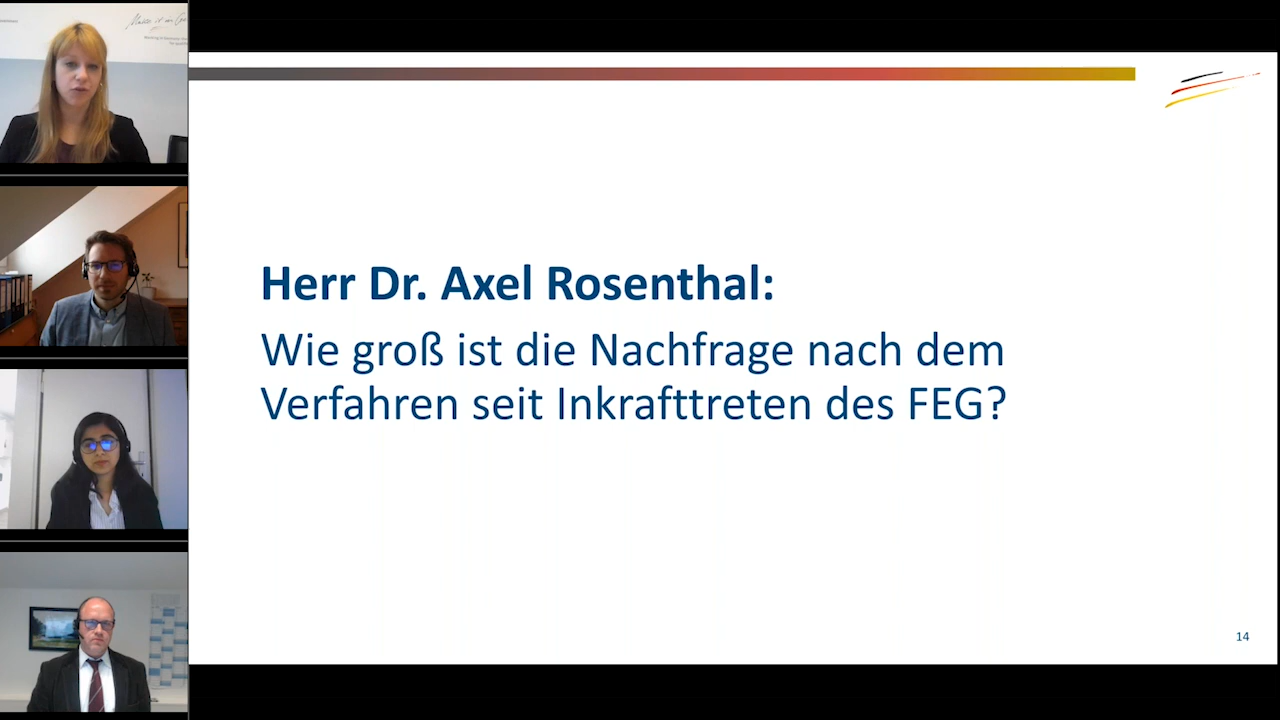 Herr Dr. Axel Rosenthal:
Wie groß ist die Nachfrage nach dem
Verfahren seit Inkrafttreten des FEG?
14